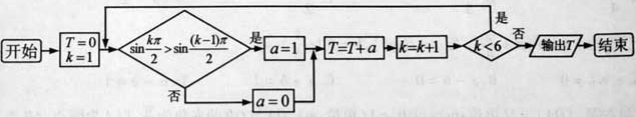 是
开始
T=0
k=1
sin kπ/2 > sin (k-1)π/2
是
a=1
T=T+a
k=k+1
k<6
否
输出T
结束
否
a=0